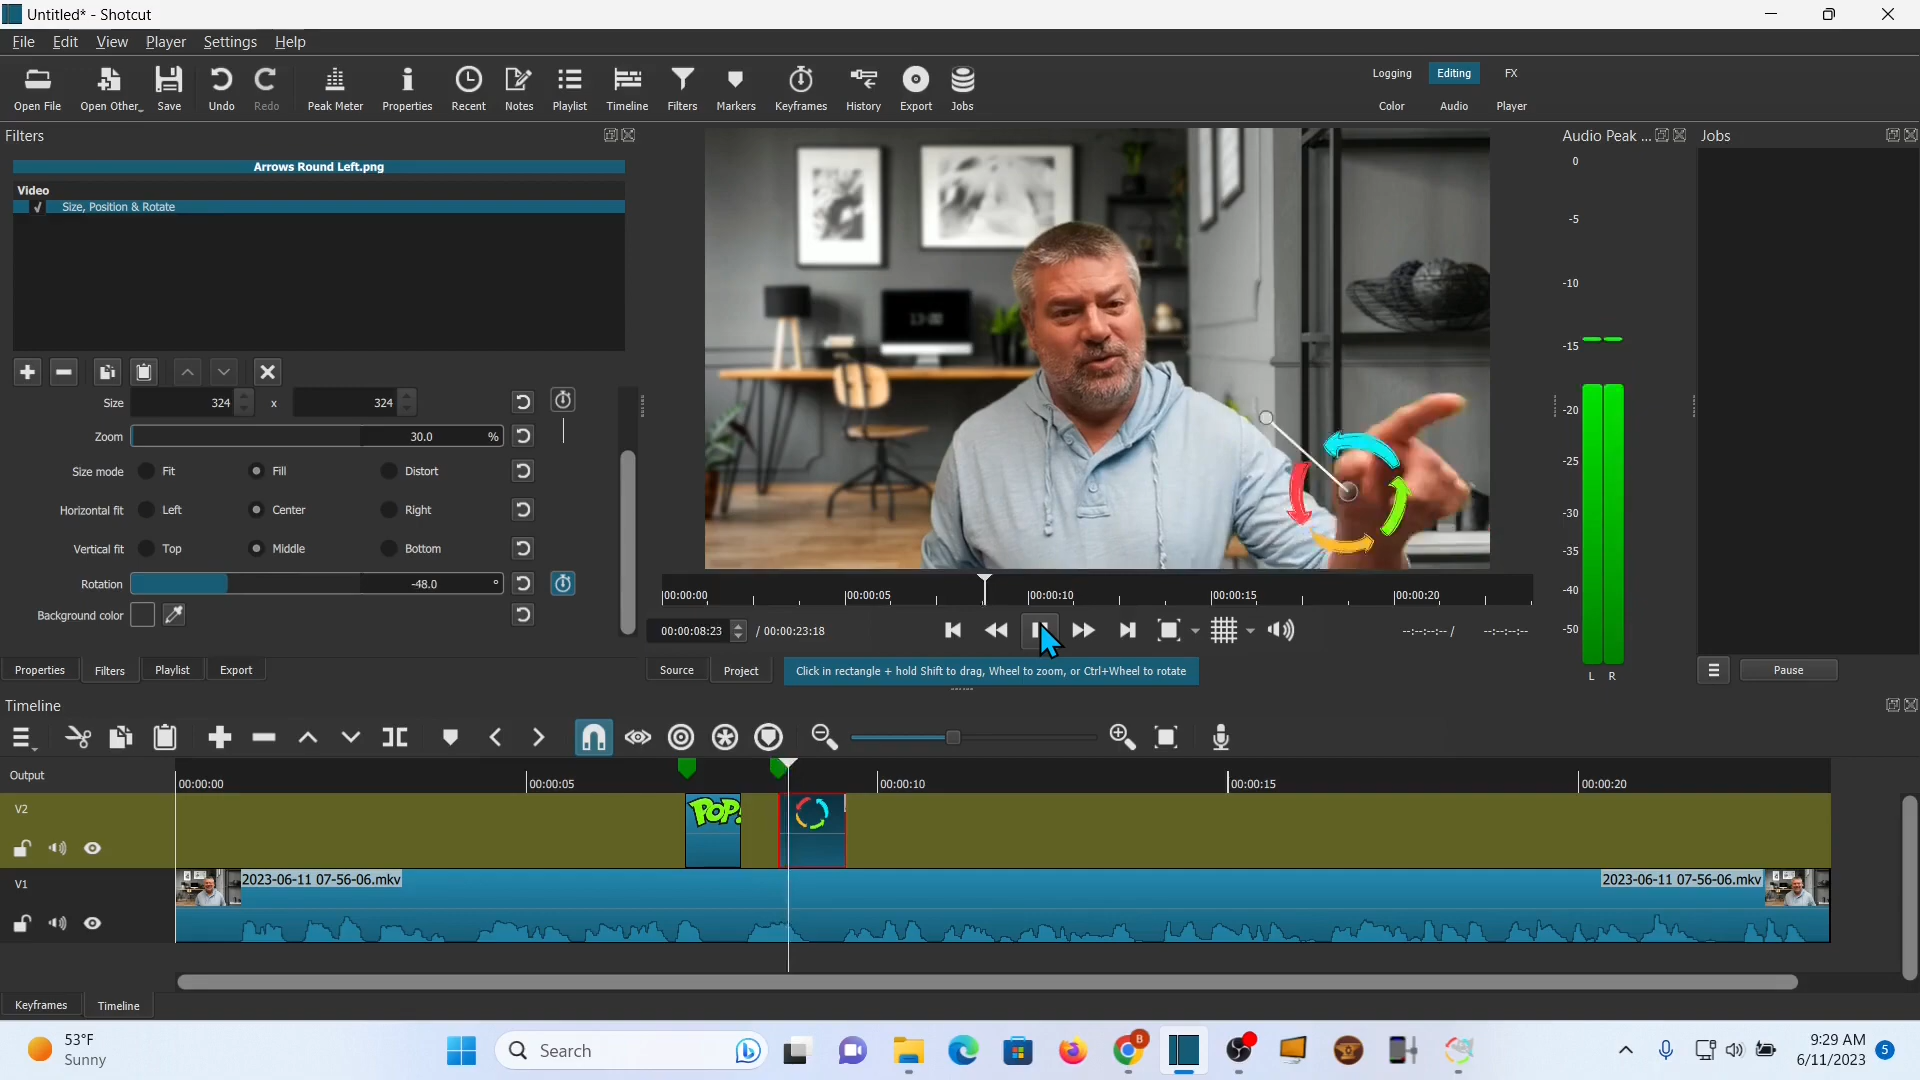 Untitled* - Shotcut
File Edit View Player Settings Help
Open File Open Other... Save Undo Redo Peak Meter Properties Recent Notes Playlist Timeline Filters Markers Keyframes History Export Jobs
Logging Editing FX
Color Audio Player
Filters
Arrows Round Left.png
Video
✓ Size, Position & Rotate
Size 324 x 324
Zoom 30.0 %
Size mode Fit Fill Distort
Horizontal fit Left Center Right
Vertical fit Top Middle Bottom
Rotation -48.0 °
Background color
Properties Filters Playlist Export
13:00
00:00:00 00:00:05 00:00:10 00:00:15 00:00:20
00:00:08:23 / 00:00:23:18
--:--:--:-- / --:--:--:--
Source Project Click in rectangle + hold Shift to drag, Wheel to zoom, or Ctrl+Wheel to rotate
Audio Peak ...
0
-5
-10
-15
-20
-25
-30
-35
-40
-50
L R
Jobs
Pause
Timeline
Output
00:00:00 00:00:05 00:00:10 00:00:15 00:00:20
V2
POP!
V1
2023-06-11 07-56-06.mkv 2023-06-11 07-56-06.mkv
Keyframes Timeline
53°F
Sunny
Search
B
9:29 AM
6/11/2023
5